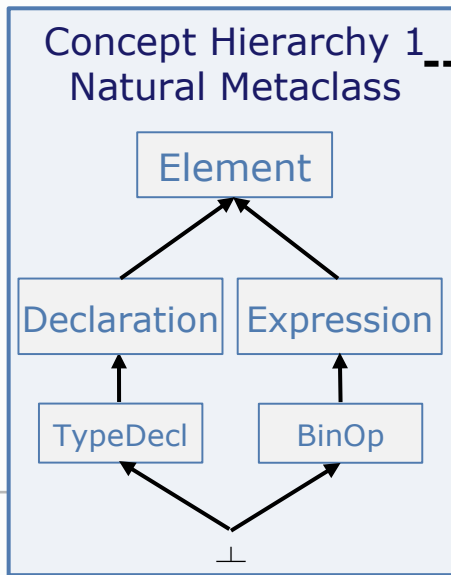 Concept Hierarchy 1
Natural Metaclass
Element
Declaration Expression
TypeDecl BinOp
⊥